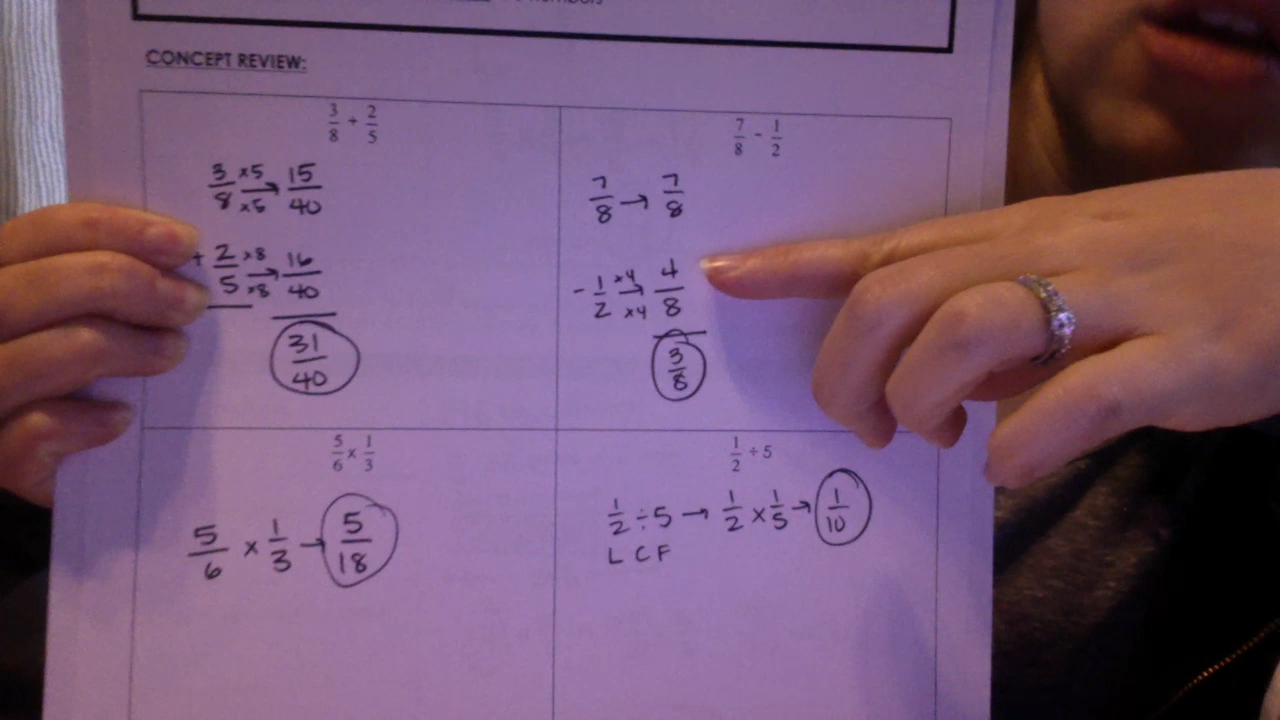 numbers
CONCEPT REVIEW:
3/8 + 2/5
3/8 ×5 ×5 → 15/40
+ 2/5 ×8 ×8 → 16/40
31/40
7/8 - 1/2
7/8 → 7/8
- 1/2 ×4 ×4 → 4/8
3/8
5/6 × 1/3
5/6 × 1/3 → 5/18
1/2 ÷ 5
1/2 ÷ 5 → 1/2 × 1/5 → 1/10
L C F